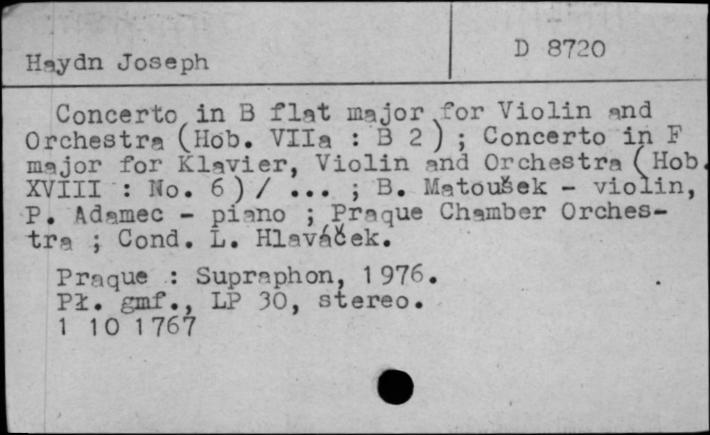 Haydn Joseph
D 8720
Concerto in B flat major for Violin and
Orchestra (Hob. VIIa : B 2) ; Concerto in F
major for Klavier, Violin and Orchestra (Hob.
XVIII : No. 6) / ... ; B. Matoušek - violin,
P. Adamec - piano ; Praque Chamber Orches-
tra ; Cond. L. Hlaváček.
Praque : Supraphon, 1976.
Pł. gmf., LP 30, stereo.
1 10 1767